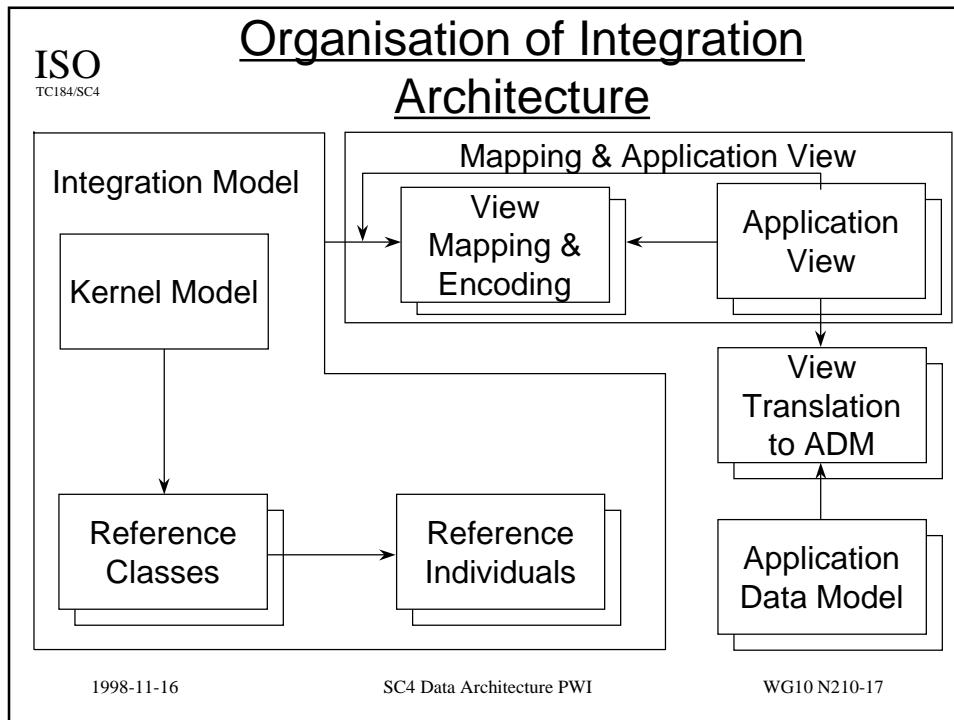 Organisation of Integration
Architecture
ISO
TC184/SC4
Mapping & Application View
Integration Model
View
Mapping &
Encoding
Application
View
Kernel Model
View
Translation
to ADM
Reference
Classes
Reference
Individuals
Application
Data Model
1998-11-16
SC4 Data Architecture PWI
WG10 N210-17